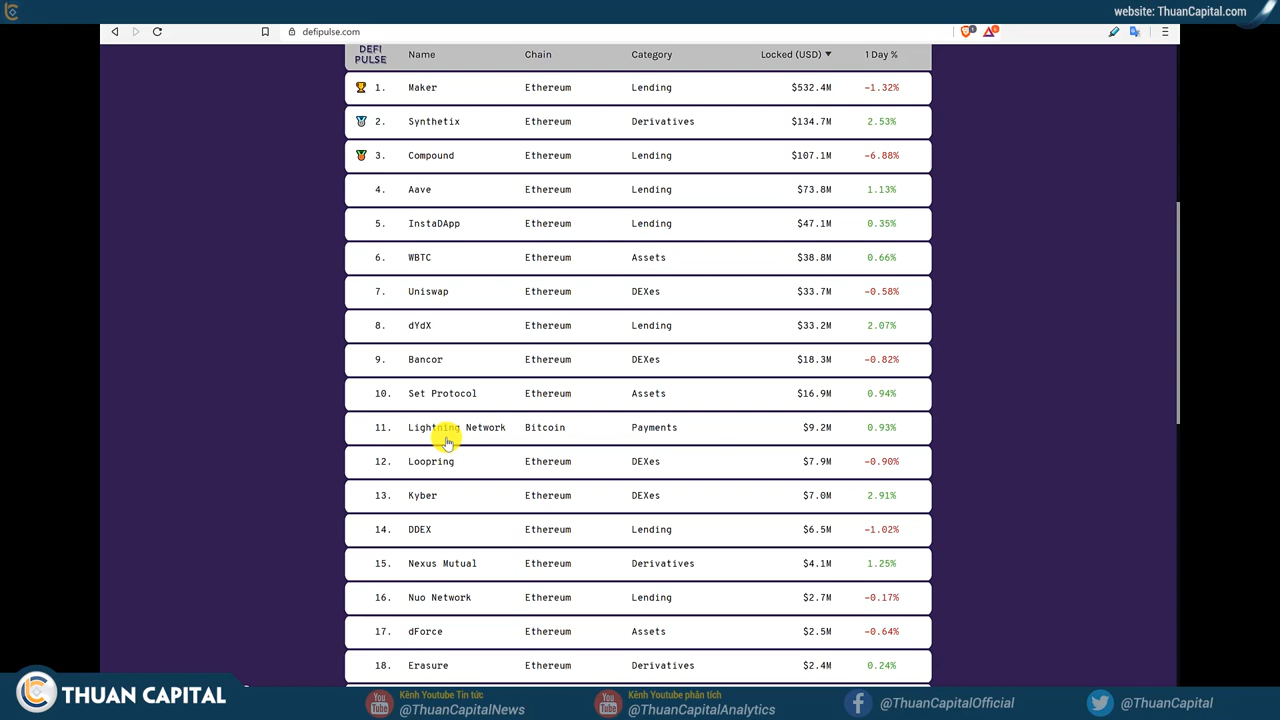 website: ThuanCapital.com
defipulse.com
DEFI PULSE Name Chain Category Locked (USD) ▼ 1 Day %
1. Maker Ethereum Lending $532.4M -1.32%
2. Synthetix Ethereum Derivatives $134.7M 2.53%
3. Compound Ethereum Lending $107.1M -6.88%
4. Aave Ethereum Lending $73.8M 1.13%
5. InstaDApp Ethereum Lending $47.1M 0.35%
6. WBTC Ethereum Assets $38.8M 0.66%
7. Uniswap Ethereum DEXes $33.7M -0.58%
8. dYdX Ethereum Lending $33.2M 2.07%
9. Bancor Ethereum DEXes $18.3M -0.82%
10. Set Protocol Ethereum Assets $16.9M 0.94%
11. Lightning Network Bitcoin Payments $9.2M 0.93%
12. Loopring Ethereum DEXes $7.9M -0.90%
13. Kyber Ethereum DEXes $7.0M 2.91%
14. DDEX Ethereum Lending $6.5M -1.02%
15. Nexus Mutual Ethereum Derivatives $4.1M 1.25%
16. Nuo Network Ethereum Lending $2.7M -0.17%
17. dForce Ethereum Assets $2.5M -0.64%
18. Erasure Ethereum Derivatives $2.4M 0.24%
THUAN CAPITAL
You Tube Kênh Youtube Tin tức
@ThuanCapitalNews
You Tube Kênh Youtube phân tích
@ThuanCapitalAnalytics
@ThuanCapitalOfficial
@ThuanCapital